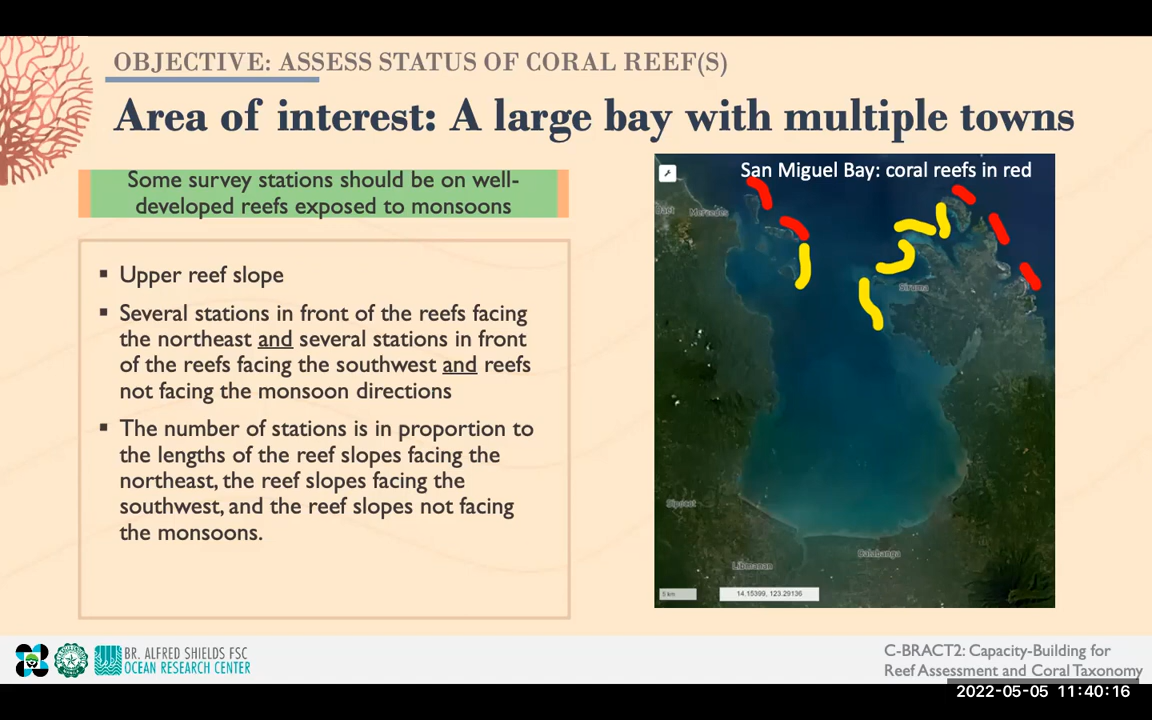 OBJECTIVE: ASSESS STATUS OF CORAL REEF(S)
Area of interest: A large bay with multiple towns
Some survey stations should be on well-
developed reefs exposed to monsoons
▪ Upper reef slope
▪ Several stations in front of the reefs facing
the northeast and several stations in front
of the reefs facing the southwest and reefs
not facing the monsoon directions
▪ The number of stations is in proportion to
the lengths of the reef slopes facing the
northeast, the reef slopes facing the
southwest, and the reef slopes not facing
the monsoons.
San Miguel Bay: coral reefs in red
Daet
Mercedes
Siruma
Sipocot
Calabanga
Libmanan
5 km
14.15399, 123.29136
BR. ALFRED SHIELDS FSC
OCEAN RESEARCH CENTER
C-BRACT2: Capacity-Building for
Reef Assessment and Coral Taxonomy
2022-05-05 11:40:16